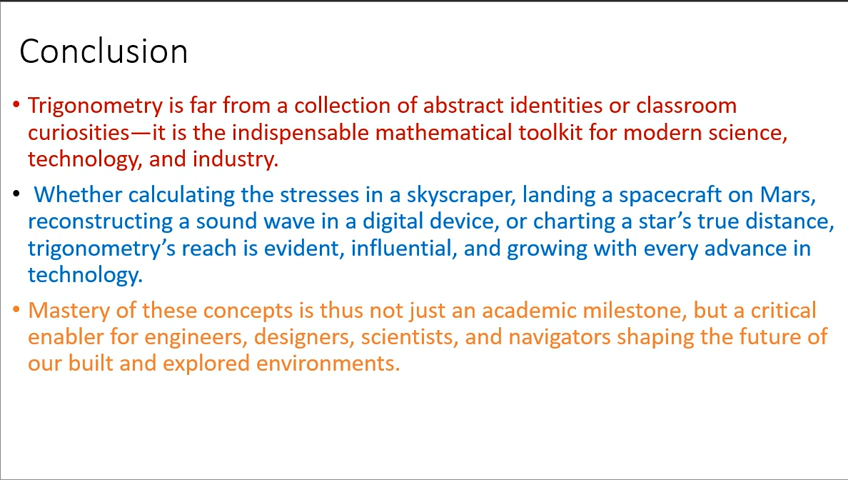 Conclusion
• Trigonometry is far from a collection of abstract identities or classroom
curiosities—it is the indispensable mathematical toolkit for modern science,
technology, and industry.
• Whether calculating the stresses in a skyscraper, landing a spacecraft on Mars,
reconstructing a sound wave in a digital device, or charting a star’s true distance,
trigonometry’s reach is evident, influential, and growing with every advance in
technology.
• Mastery of these concepts is thus not just an academic milestone, but a critical
enabler for engineers, designers, scientists, and navigators shaping the future of
our built and explored environments.